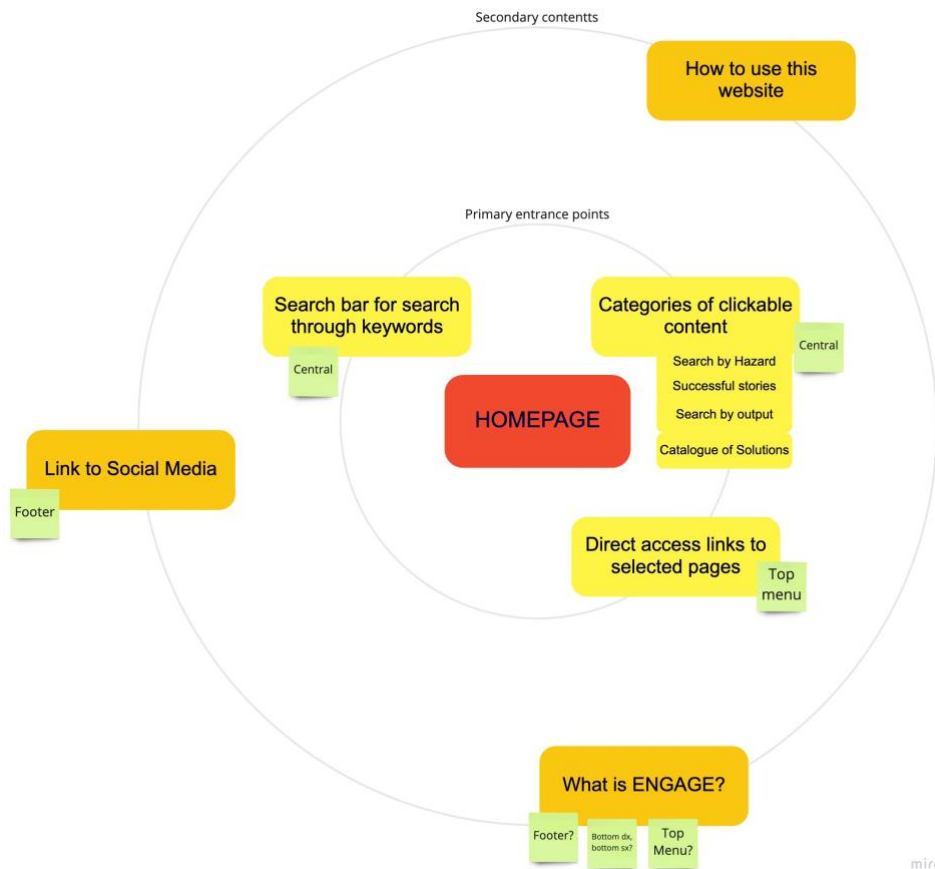 Secondary contentts
How to use this
website
Primary entrance points
Search bar for search
through keywords
Central
Categories of clickable
content
Central
Search by Hazard
Successful stories
Search by output
Catalogue of Solutions
HOMEPAGE
Link to Social Media
Footer
Direct access links to
selected pages
Top
menu
What is ENGAGE?
Footer?
Bottom dx,
bottom sx?
Top
Menu?